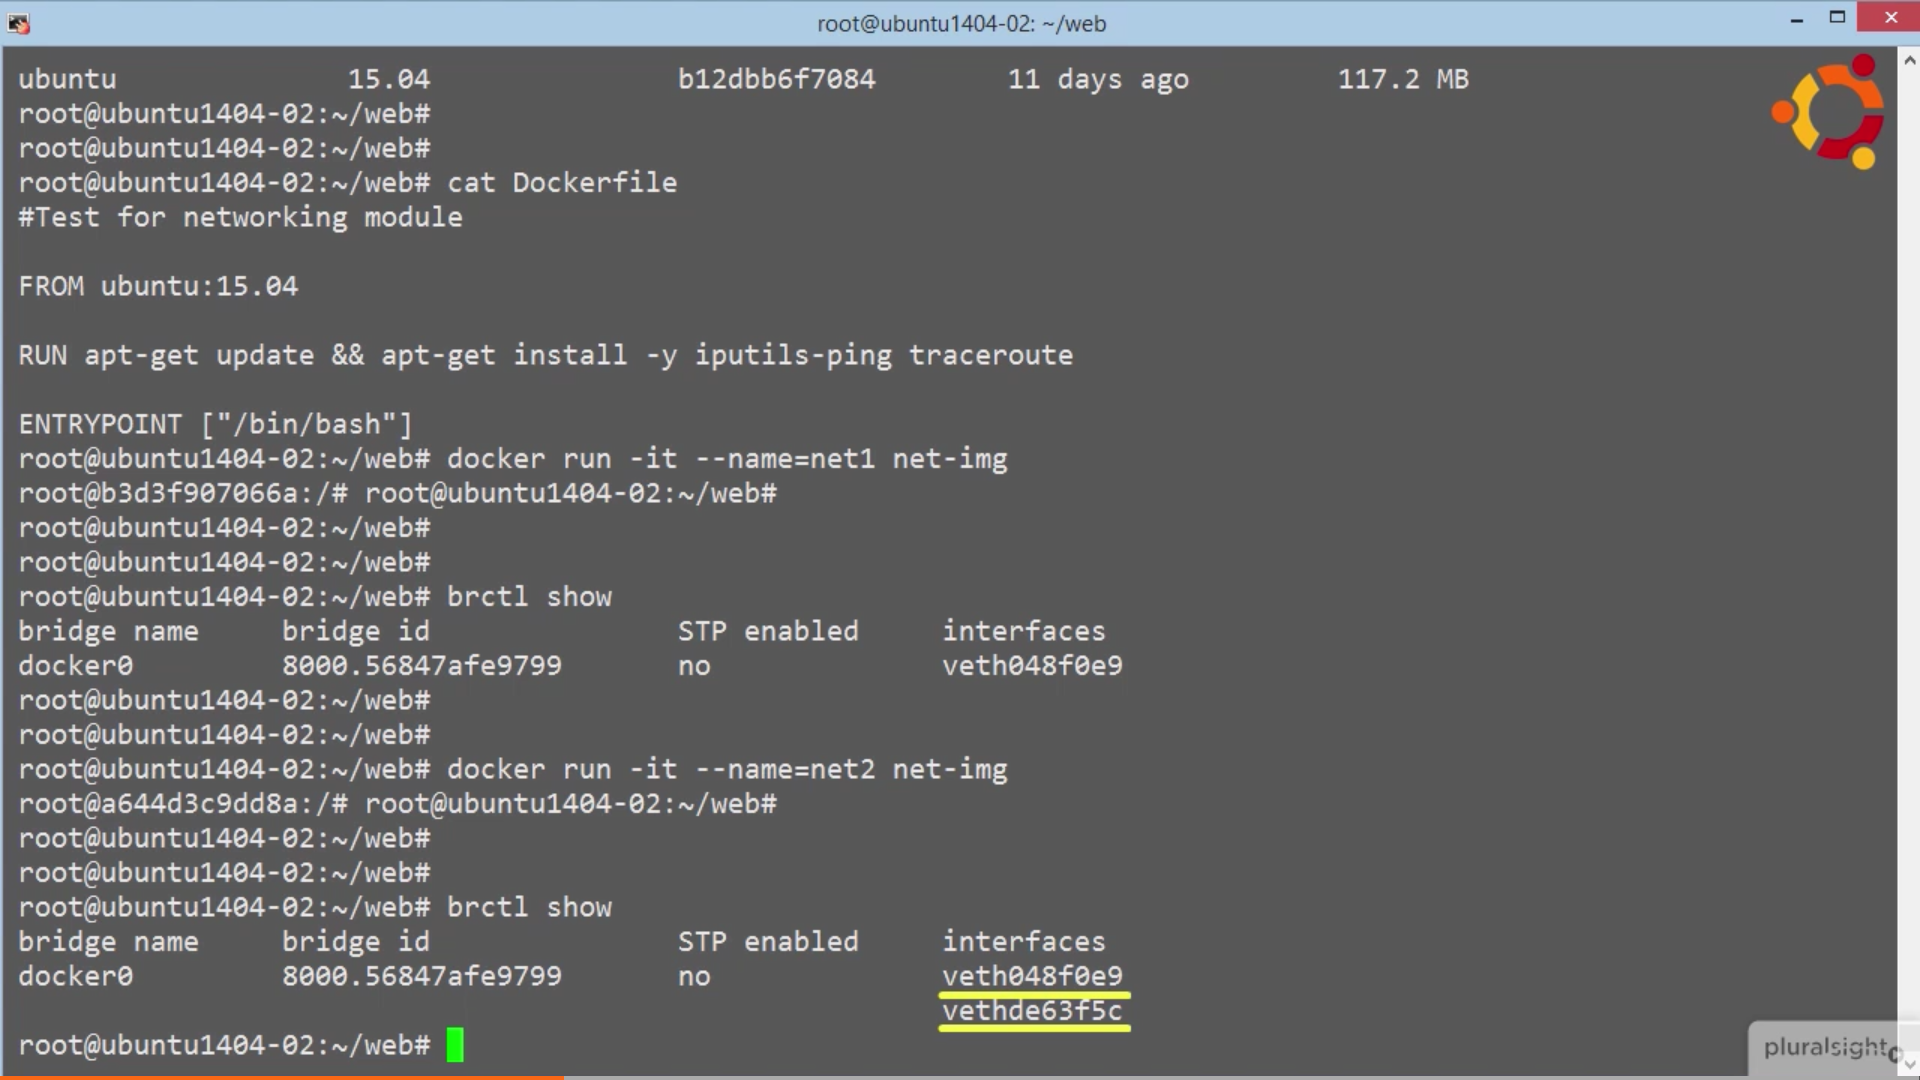 root@ubuntu1404-02: ~/web
ubuntu 15.04 b12dbb6f7084 11 days ago 117.2 MB
root@ubuntu1404-02:~/web#
root@ubuntu1404-02:~/web#
root@ubuntu1404-02:~/web# cat Dockerfile
#Test for networking module
FROM ubuntu:15.04
RUN apt-get update && apt-get install -y iputils-ping traceroute
ENTRYPOINT ["/bin/bash"]
root@ubuntu1404-02:~/web# docker run -it --name=net1 net-img
root@b3d3f907066a:/# root@ubuntu1404-02:~/web#
root@ubuntu1404-02:~/web#
root@ubuntu1404-02:~/web#
root@ubuntu1404-02:~/web# brctl show
bridge name bridge id STP enabled interfaces
docker0 8000.56847afe9799 no veth048f0e9
root@ubuntu1404-02:~/web#
root@ubuntu1404-02:~/web#
root@ubuntu1404-02:~/web# docker run -it --name=net2 net-img
root@a644d3c9dd8a:/# root@ubuntu1404-02:~/web#
root@ubuntu1404-02:~/web#
root@ubuntu1404-02:~/web#
root@ubuntu1404-02:~/web# brctl show
bridge name bridge id STP enabled interfaces
docker0 8000.56847afe9799 no veth048f0e9
vethde63f5c
root@ubuntu1404-02:~/web#
pluralsight